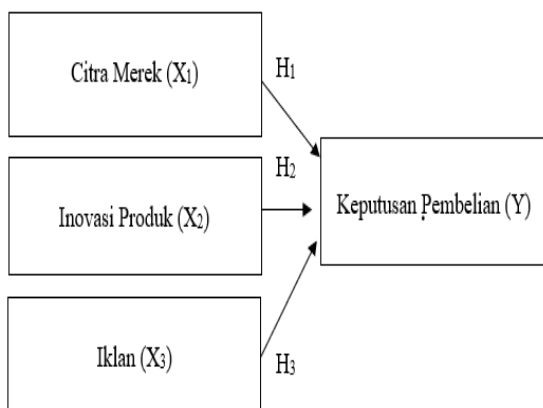 Citra Merek (X₁)
H₁
H₂
Inovasi Produk (X₂)
Keputusan Pembelian (Y)
Iklan (X₃)
H₃